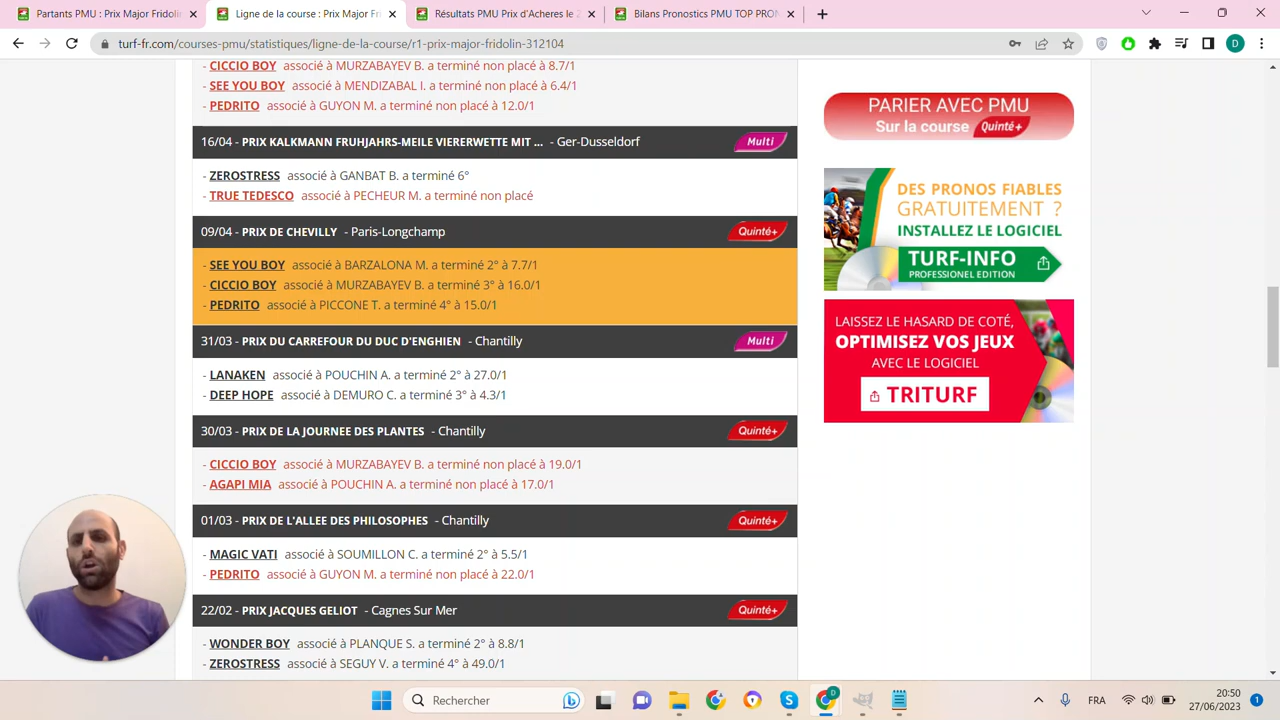 Partants PMU : Prix Major Fridolin
Ligne de la course : Prix Major Fri
Résultats PMU Prix d'Acheres le 2
Bilans Pronostics PMU TOP PRON
turf-fr.com/courses-pmu/statistiques/ligne-de-la-course/r1-prix-major-fridolin-312104
D
- CICCIO BOY associé à MURZABAYEV B. a terminé non placé à 8.7/1
- SEE YOU BOY associé à MENDIZABAL I. a terminé non placé à 6.4/1
- PEDRITO associé à GUYON M. a terminé non placé à 12.0/1
16/04 - PRIX KALKMANN FRUHJAHRS-MEILE VIERERWETTE MIT ... - Ger-Dusseldorf Multi
- ZEROSTRESS associé à GANBAT B. a terminé 6°
- TRUE TEDESCO associé à PECHEUR M. a terminé non placé
09/04 - PRIX DE CHEVILLY - Paris-Longchamp Quinté+
- SEE YOU BOY associé à BARZALONA M. a terminé 2° à 7.7/1
- CICCIO BOY associé à MURZABAYEV B. a terminé 3° à 16.0/1
- PEDRITO associé à PICCONE T. a terminé 4° à 15.0/1
31/03 - PRIX DU CARREFOUR DU DUC D'ENGHIEN - Chantilly Multi
- LANAKEN associé à POUCHIN A. a terminé 2° à 27.0/1
- DEEP HOPE associé à DEMURO C. a terminé 3° à 4.3/1
30/03 - PRIX DE LA JOURNEE DES PLANTES - Chantilly Quinté+
- CICCIO BOY associé à MURZABAYEV B. a terminé non placé à 19.0/1
- AGAPI MIA associé à POUCHIN A. a terminé non placé à 17.0/1
01/03 - PRIX DE L'ALLEE DES PHILOSOPHES - Chantilly Quinté+
- MAGIC VATI associé à SOUMILLON C. a terminé 2° à 5.5/1
- PEDRITO associé à GUYON M. a terminé non placé à 22.0/1
22/02 - PRIX JACQUES GELIOT - Cagnes Sur Mer Quinté+
- WONDER BOY associé à PLANQUE S. a terminé 2° à 8.8/1
- ZEROSTRESS associé à SEGUY V. a terminé 4° à 49.0/1
PARIER AVEC PMU
Sur la course Quinté+
DES PRONOS FIABLES
GRATUITEMENT ?
INSTALLEZ LE LOGICIEL
TURF-INFO
PROFESSIONEL EDITION
LAISSEZ LE HASARD DE COTÉ,
OPTIMISEZ VOS JEUX
AVEC LE LOGICIEL
TRITURF
Rechercher
D
FRA
20:50
27/06/2023
1